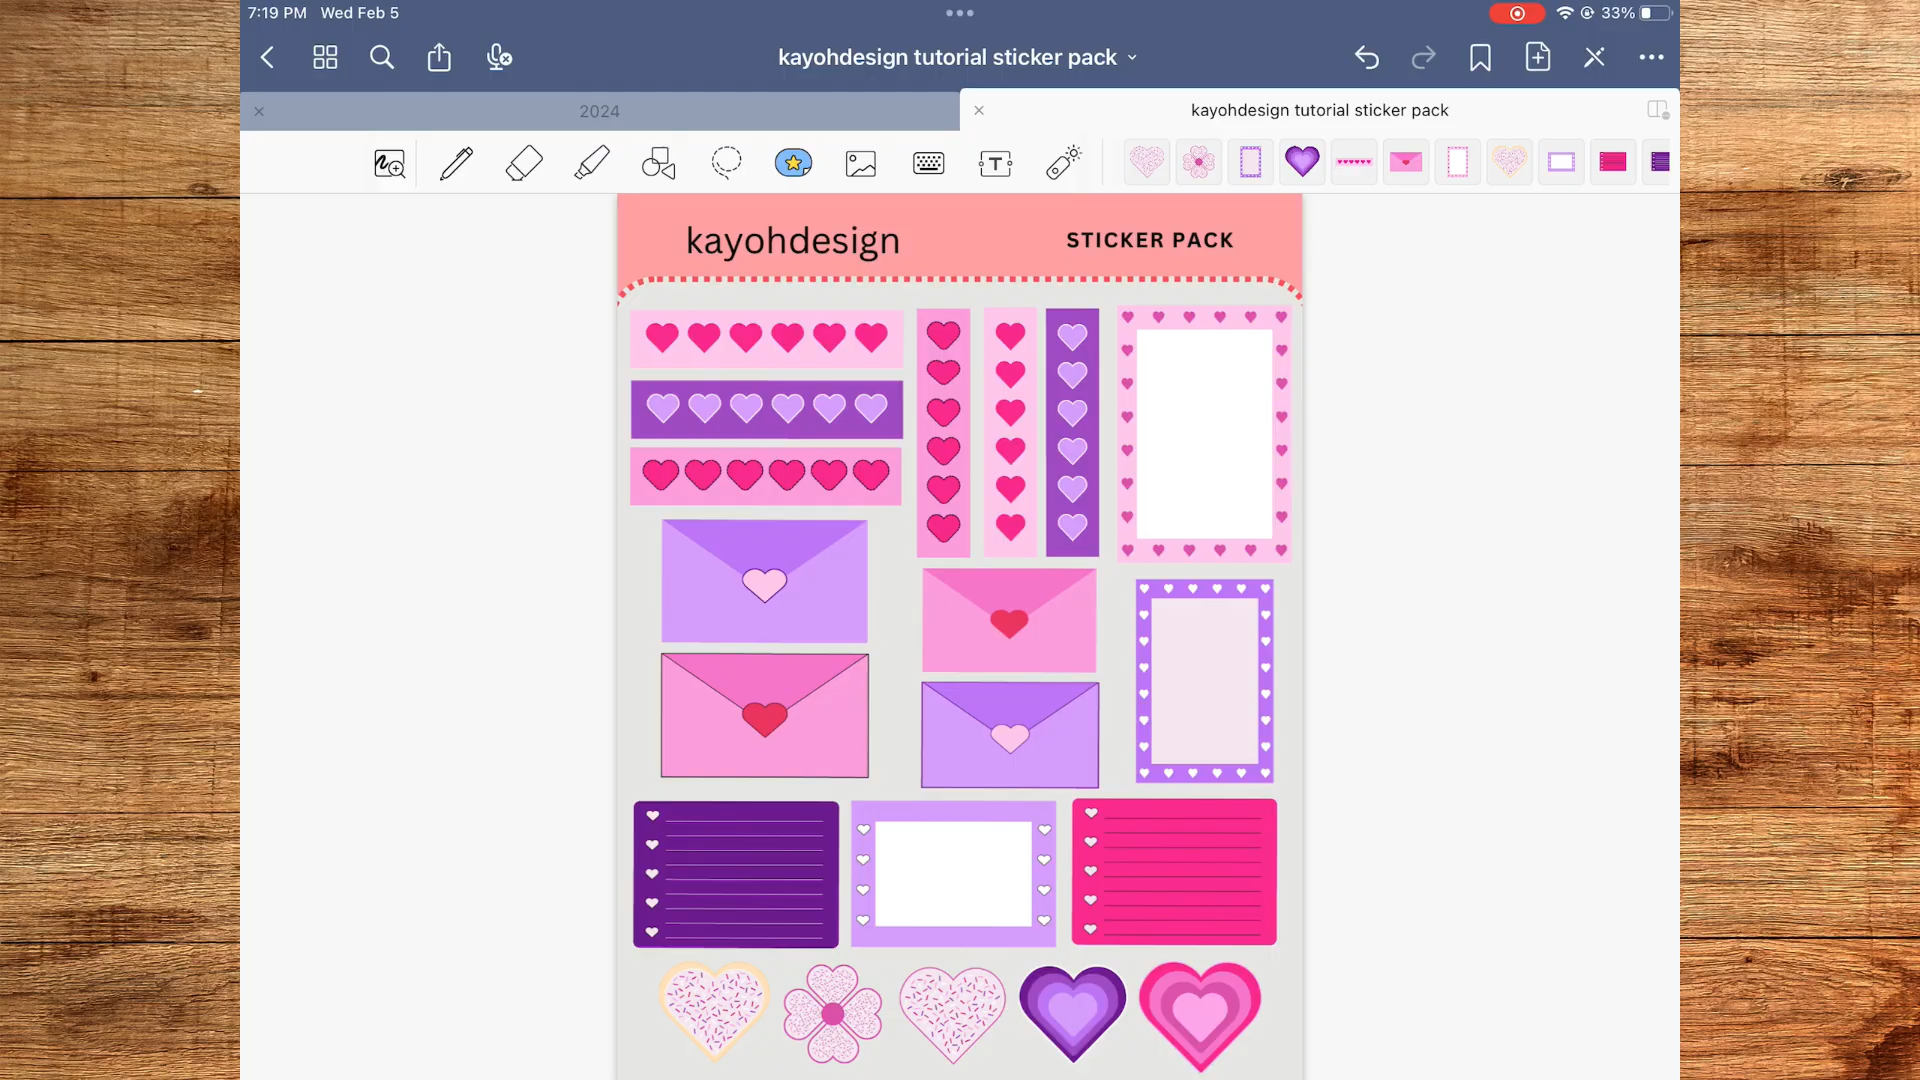 7:19 PM Wed Feb 5
33%
kayohdesign tutorial sticker pack
2024
kayohdesign tutorial sticker pack
T
kayohdesign
STICKER PACK